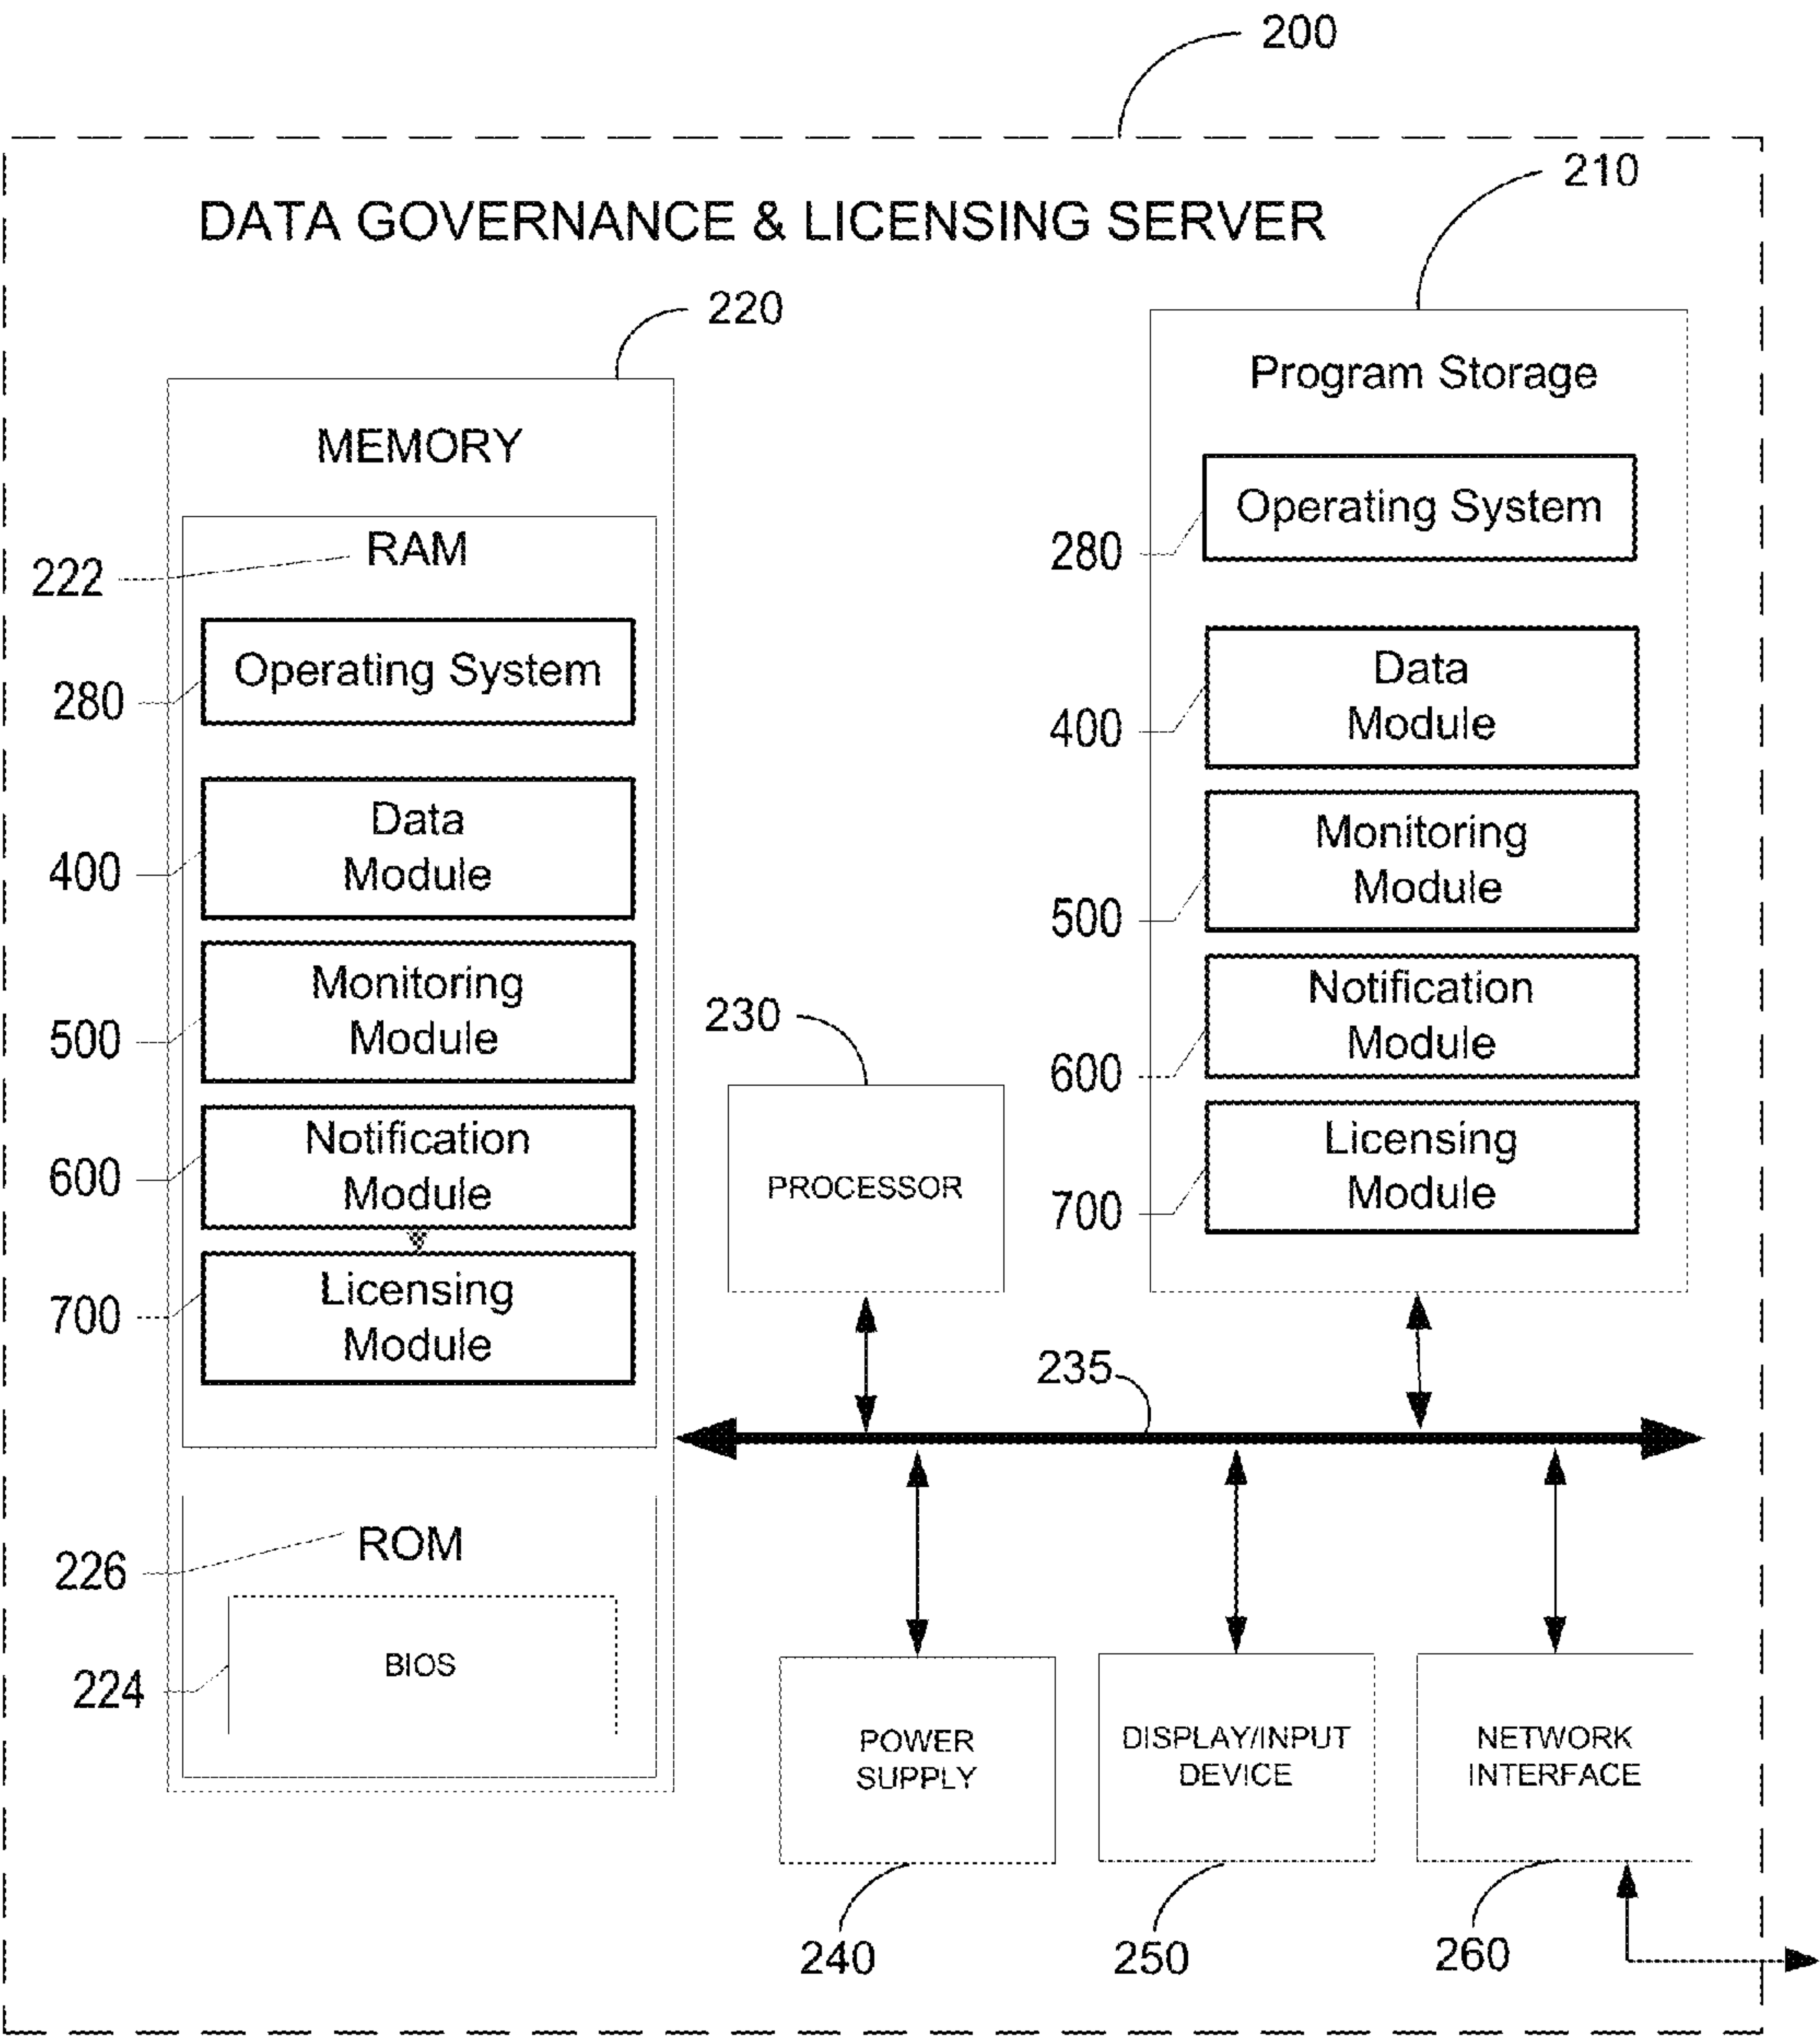 200
210
DATA GOVERNANCE & LICENSING SERVER
220
MEMORY
RAM
222
Operating System
280
Data
Module
400
Monitoring
Module
500
Notification
Module
600
Licensing
Module
700
ROM
226
BIOS
224
Program Storage
Operating System
280
Data
Module
400
Monitoring
Module
500
Notification
Module
600
Licensing
Module
700
230
PROCESSOR
235
POWER
SUPPLY
240
DISPLAY/INPUT
DEVICE
250
NETWORK
INTERFACE
260